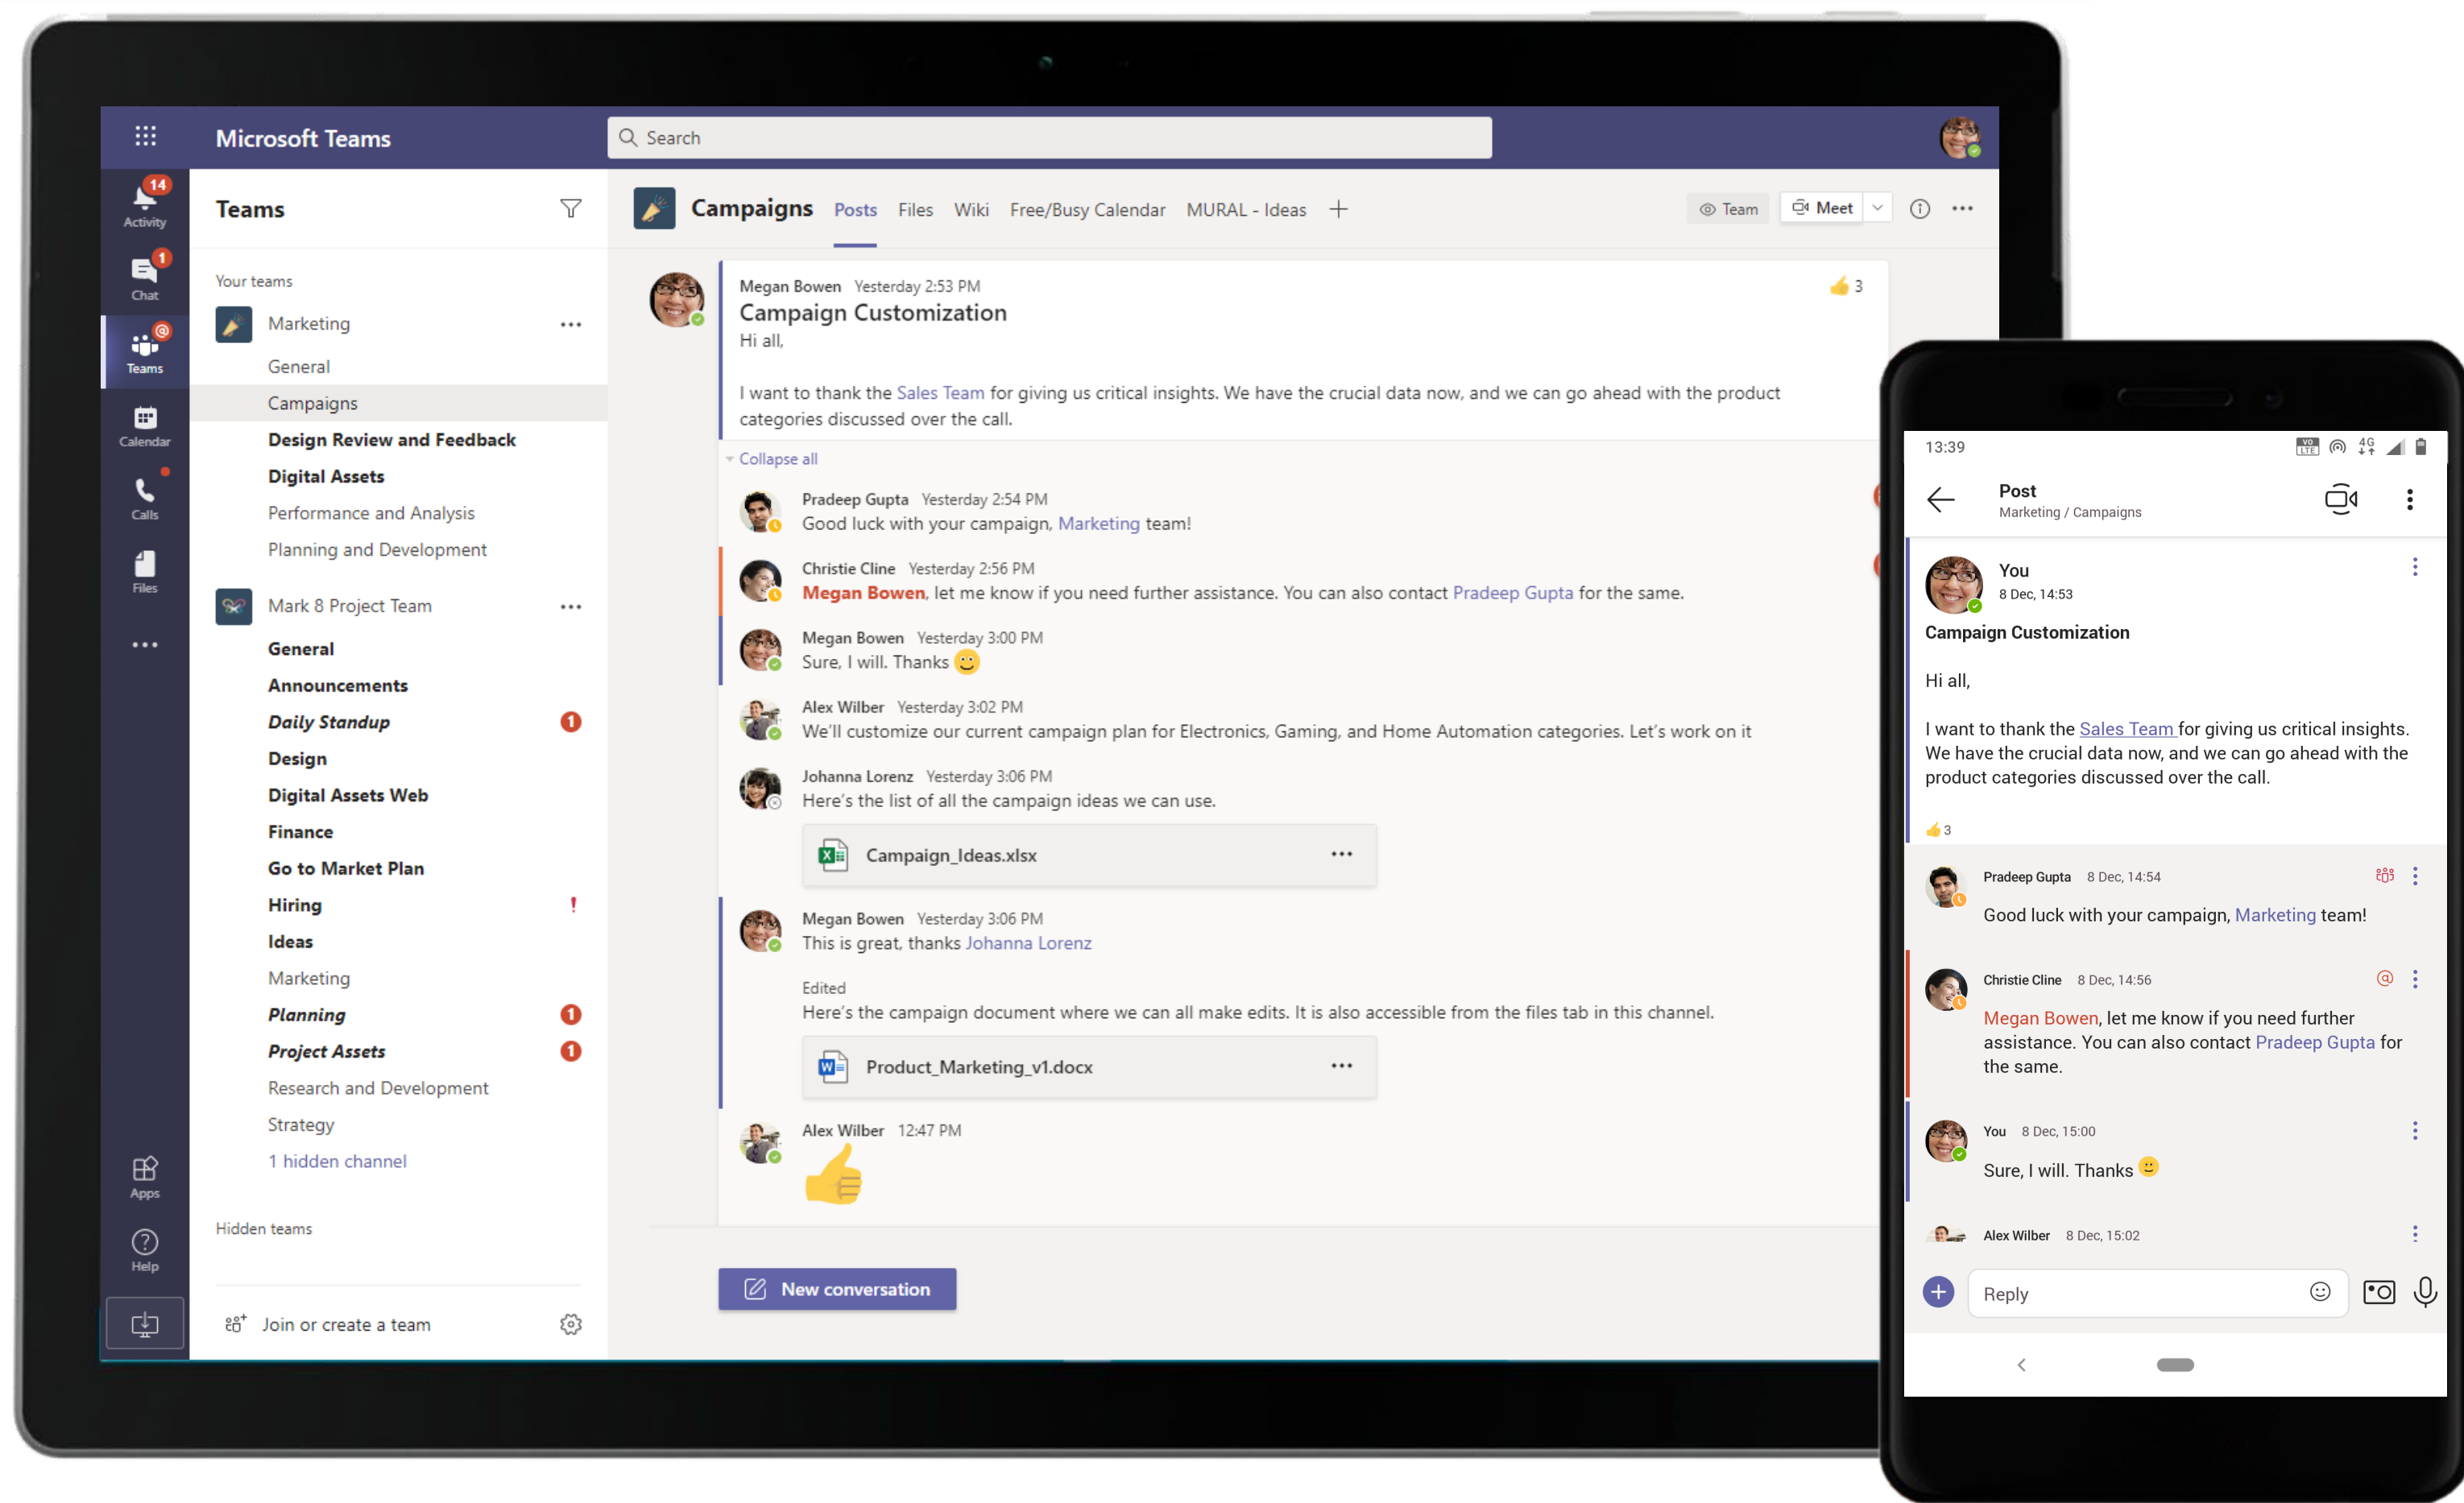 Microsoft Teams
Search
14
Activity
1
Chat
@
Teams
Calendar
Calls
Files
Apps
Help
Teams
Your teams
Marketing
General
Campaigns
Design Review and Feedback
Digital Assets
Performance and Analysis
Planning and Development
Mark 8 Project Team
General
Announcements
Daily Standup 1
Design
Digital Assets Web
Finance
Go to Market Plan
Hiring !
Ideas
Marketing
Planning 1
Project Assets 1
Research and Development
Strategy
1 hidden channel
Hidden teams
Join or create a team
Campaigns Posts Files Wiki Free/Busy Calendar MURAL - Ideas + Team Meet
Megan Bowen Yesterday 2:53 PM 👍 3
Campaign Customization
Hi all,
I want to thank the Sales Team for giving us critical insights. We have the crucial data now, and we can go ahead with the product
categories discussed over the call.
Collapse all
Pradeep Gupta Yesterday 2:54 PM
Good luck with your campaign, Marketing team!
Christie Cline Yesterday 2:56 PM
Megan Bowen, let me know if you need further assistance. You can also contact Pradeep Gupta for the same.
Megan Bowen Yesterday 3:00 PM
Sure, I will. Thanks 🙂
Alex Wilber Yesterday 3:02 PM
We'll customize our current campaign plan for Electronics, Gaming, and Home Automation categories. Let's work on it
Johanna Lorenz Yesterday 3:06 PM
Here's the list of all the campaign ideas we can use.
Campaign_Ideas.xlsx
Megan Bowen Yesterday 3:06 PM
This is great, thanks Johanna Lorenz
Edited
Here's the campaign document where we can all make edits. It is also accessible from the files tab in this channel.
Product_Marketing_v1.docx
Alex Wilber 12:47 PM
👍
New conversation
13:39 VO LTE 4G
Post
Marketing / Campaigns
You
8 Dec, 14:53
Campaign Customization
Hi all,
I want to thank the Sales Team for giving us critical insights.
We have the crucial data now, and we can go ahead with the
product categories discussed over the call.
👍 3
Pradeep Gupta 8 Dec, 14:54
Good luck with your campaign, Marketing team!
Christie Cline 8 Dec, 14:56 @
Megan Bowen, let me know if you need further
assistance. You can also contact Pradeep Gupta for
the same.
You 8 Dec, 15:00
Sure, I will. Thanks 🙂
Alex Wilber 8 Dec, 15:02
Reply